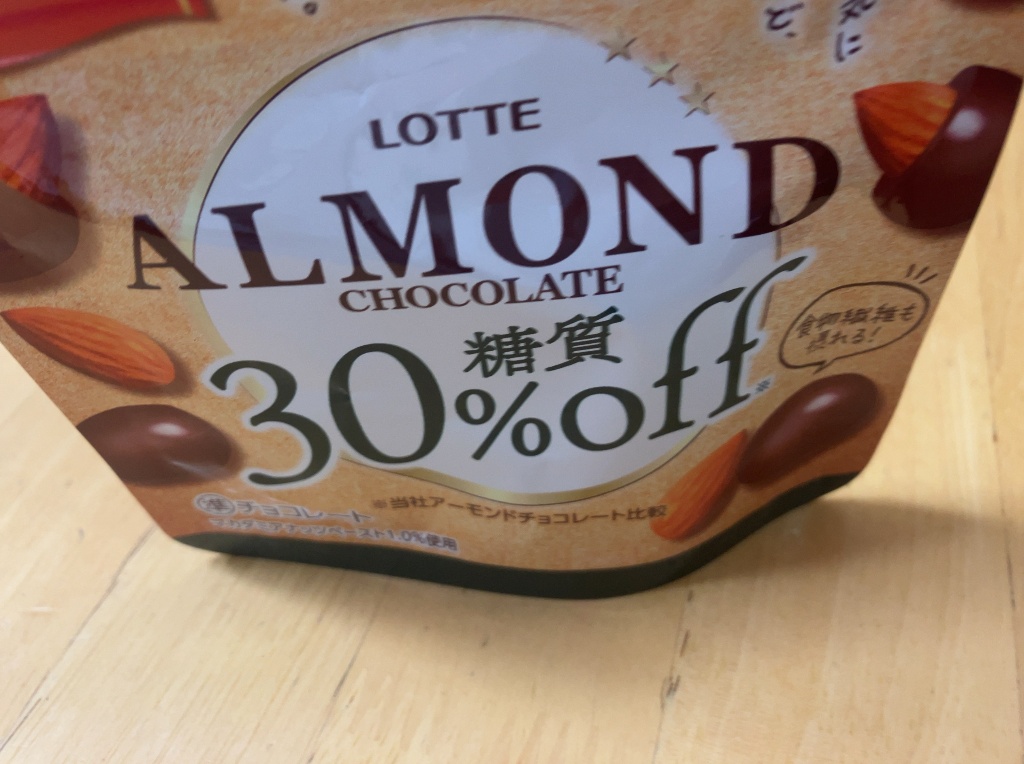 LOTTE
ALMOND
CHOCOLATE
糖質
30%off※
食物繊維も
摂れる!
準チョコレート
※当社アーモンドチョコレート比較
マカダミアナッツペースト1.0%使用